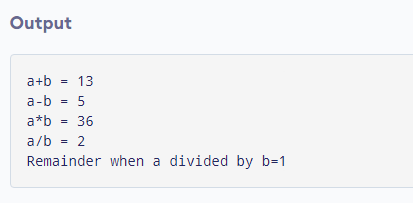 Output
a+b = 13
a-b = 5
a*b = 36
a/b = 2
Remainder when a divided by b=1